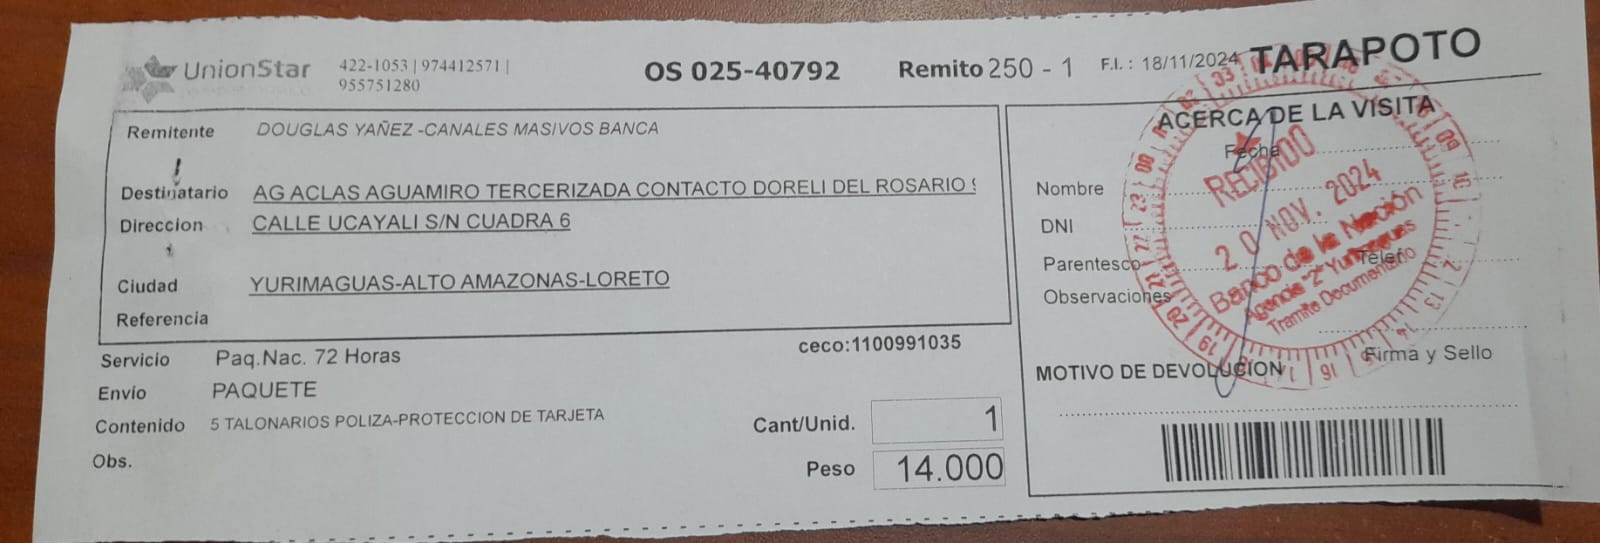 UnionStar
422-1053 | 974412571 |
955751280
OS 025-40792
Remito 250 - 1
F.I. : 18/11/2024
TARAPOTO
Remitente DOUGLAS YAÑEZ -CANALES MASIVOS BANCA
Destinatario AG ACLAS AGUAMIRO TERCERIZADA CONTACTO DORELI DEL ROSARIO
Direccion CALLE UCAYALI S/N CUADRA 6
Ciudad YURIMAGUAS-ALTO AMAZONAS-LORETO
Referencia
Servicio Paq.Nac. 72 Horas
ceco:1100991035
Envio PAQUETE
Contenido 5 TALONARIOS POLIZA-PROTECCION DE TARJETA
Obs.
Cant/Unid. 1
Peso 14.000
ACERCA DE LA VISITA
Fecha
Nombre
DNI
Parentesco
Observaciones
Firma y Sello
MOTIVO DE DEVOLUCION
RECIBIDO
20 NOV. 2024
Banco de la Nación
Agencia "2" Yurimaguas
Tramite Documentario